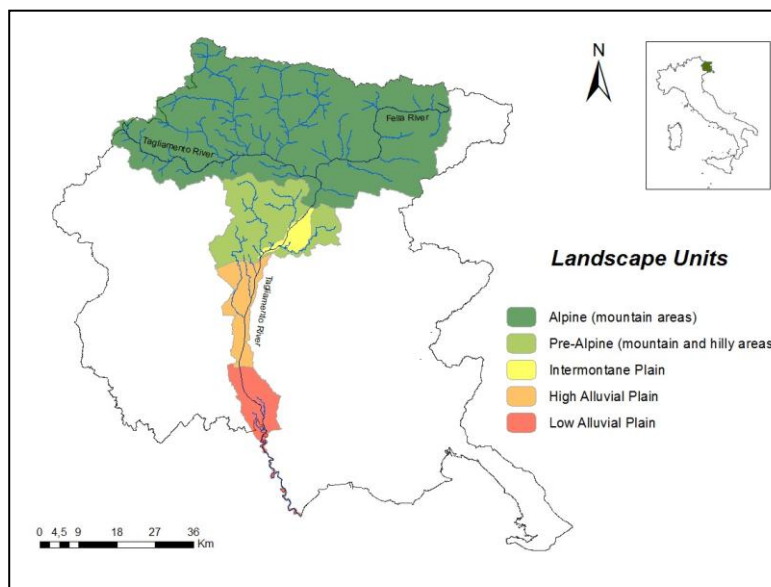 N
Fella River
Tagliamento River
Tagliamento River
Landscape Units
Alpine (mountain areas)
Pre-Alpine (mountain and hilly areas
Intermontane Plain
High Alluvial Plain
Low Alluvial Plain
0 4,5 9 18 27 36
Km